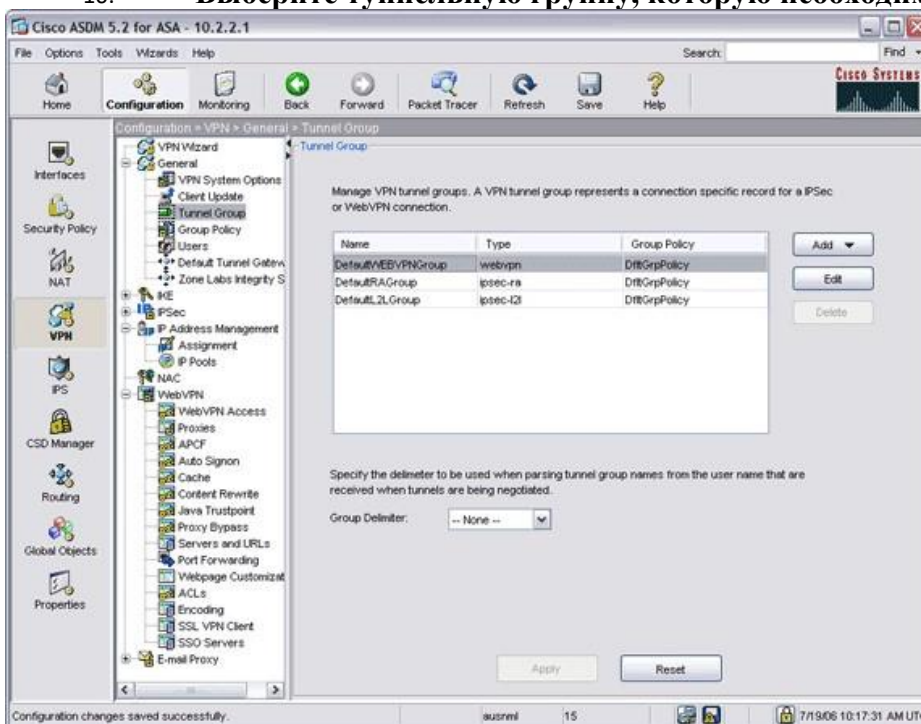 Выберите туннельную группу, которую необходим
Cisco ASDM 5.2 for ASA - 10.2.2.1
File Options Tools Wizards Help Search: Find
Home Configuration Monitoring Back Forward Packet Tracer Refresh Save Help
CISCO SYSTEMS
Configuration > VPN > General > Tunnel Group
Interfaces
Security Policy
NAT
VPN
IPS
CSD Manager
Routing
Global Objects
Properties
VPN Wizard
General
VPN System Options
Client Update
Tunnel Group
Group Policy
Users
Default Tunnel Gatew
Zone Labs Integrity S
IKE
IPSec
IP Address Management
Assignment
IP Pools
NAC
WebVPN
WebVPN Access
Proxies
APCF
Auto Signon
Cache
Content Rewrite
Java Trustpoint
Proxy Bypass
Servers and URLs
Port Forwarding
Webpage Customizat
ACLs
Encoding
SSL VPN Client
SSO Servers
E-mail Proxy
Tunnel Group
Manage VPN tunnel groups. A VPN tunnel group represents a connection specific record for a IPSec
or WebVPN connection.
Name Type Group Policy
DefaultWEBVPNGroup webvpn DfltGrpPolicy
DefaultRAGroup ipsec-ra DfltGrpPolicy
DefaultL2LGroup ipsec-l2l DfltGrpPolicy
Add
Edit
Delete
Specify the delimeter to be used when parsing tunnel group names from the user name that are
received when tunnels are being negotiated.
Group Delimiter: -- None --
Apply Reset
Configuration changes saved successfully. 15 7/19/06 10:17:31 AM UT